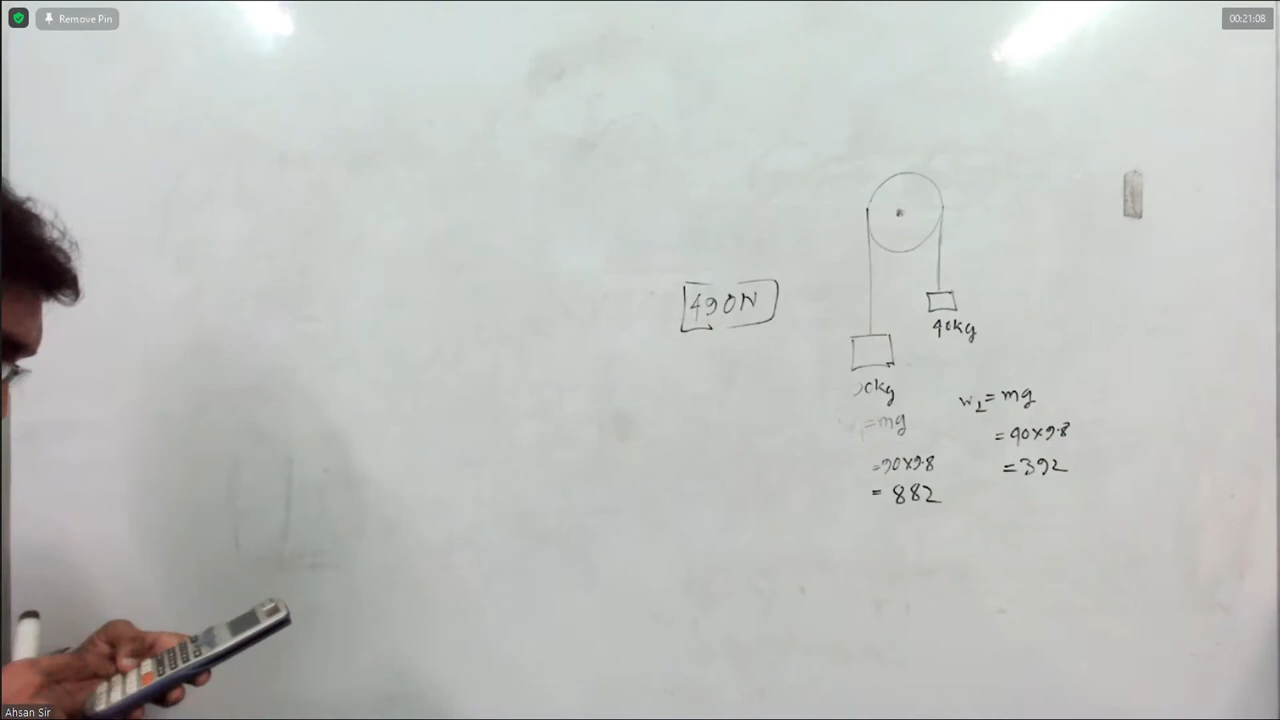 Remove Pin
00:21:08
490N
40kg
0kg
w2 = mg
= mg
= 40×9.8
= 90×9.8
= 392
= 882
Ahsan Sir